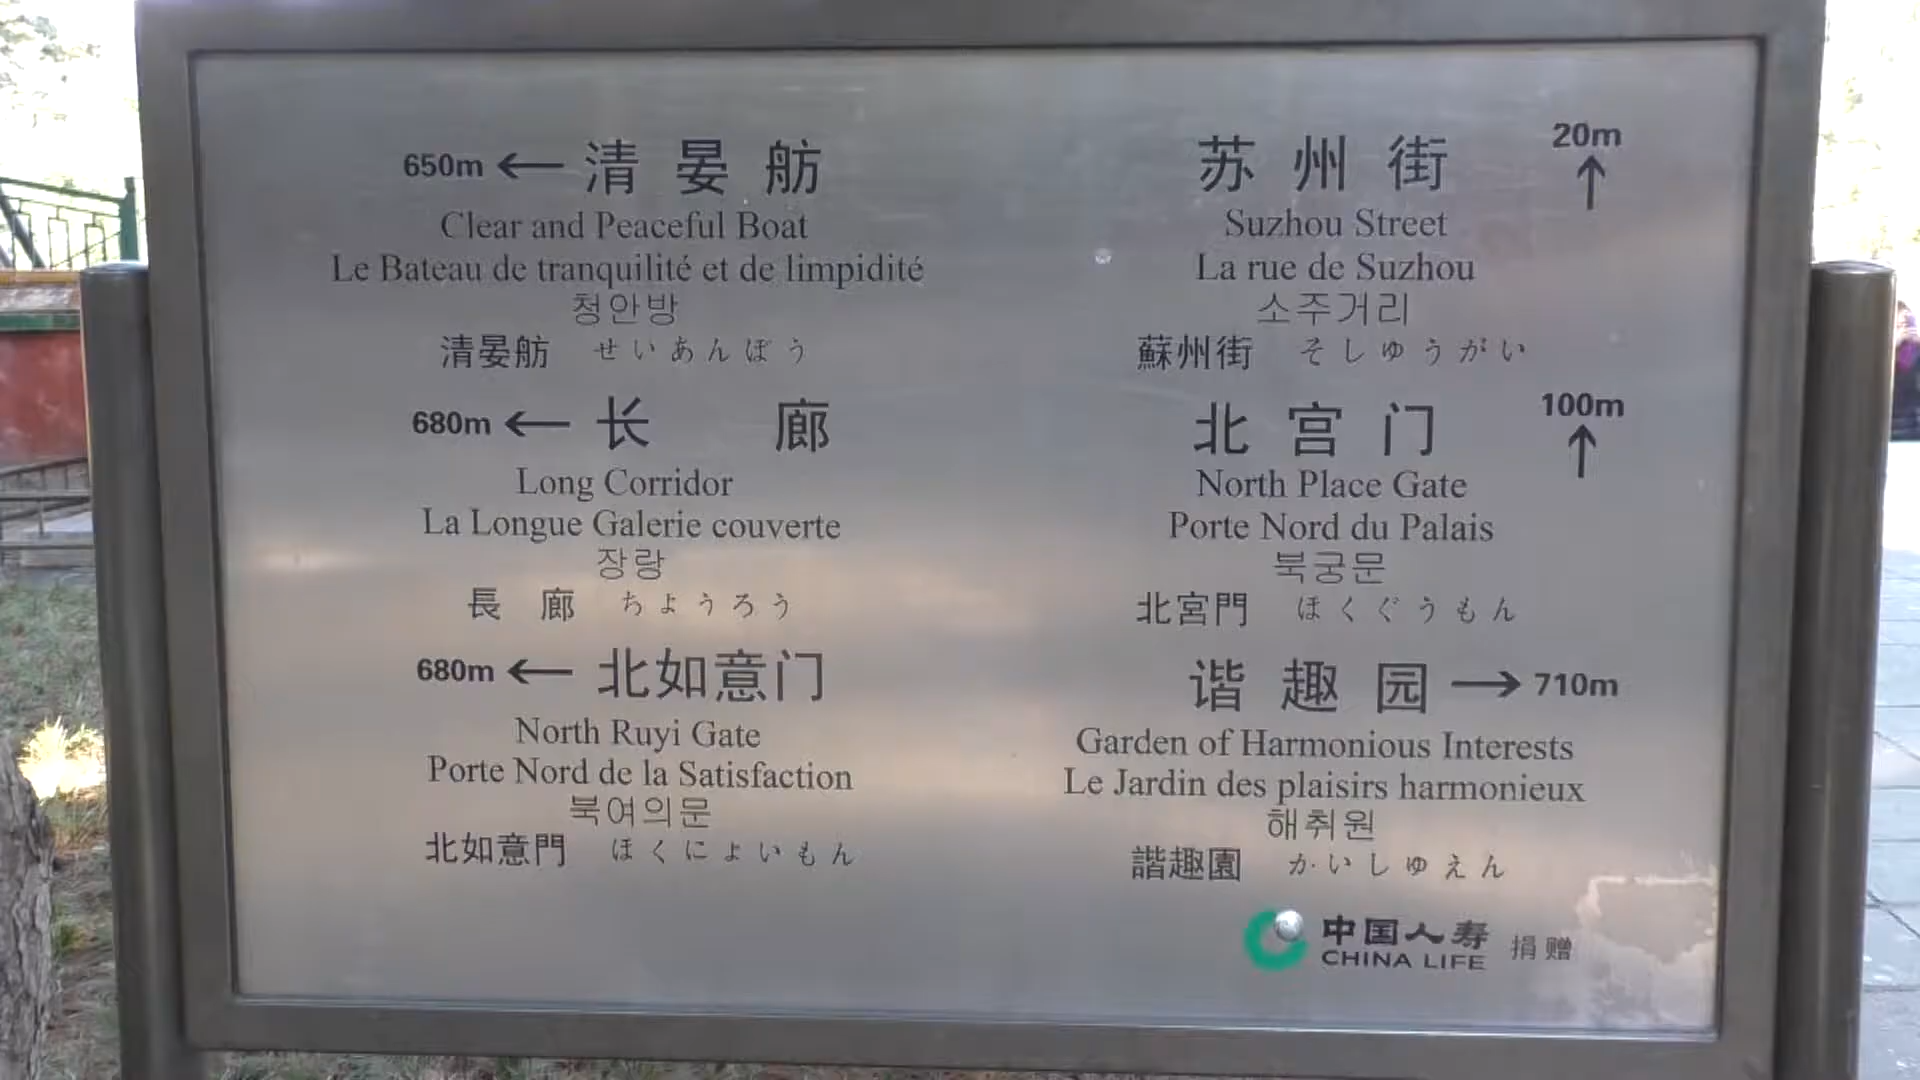 650m ← 清晏舫
Clear and Peaceful Boat
Le Bateau de tranquilité et de limpidité
청안방
清晏舫 せいあんぼう
680m ← 长廊
Long Corridor
La Longue Galerie couverte
장랑
長廊 ちようろう
680m ← 北如意门
North Ruyi Gate
Porte Nord de la Satisfaction
북여의문
北如意門 ほくによいもん
苏州街 20m ↑
Suzhou Street
La rue de Suzhou
소주거리
蘇州街 そしゆうがい
北宫门 100m ↑
North Place Gate
Porte Nord du Palais
북궁문
北宮門 ほくぐうもん
谐趣园 → 710m
Garden of Harmonious Interests
Le Jardin des plaisirs harmonieux
해취원
諧趣園 かいしゆえん
中国人寿 捐赠
CHINA LIFE